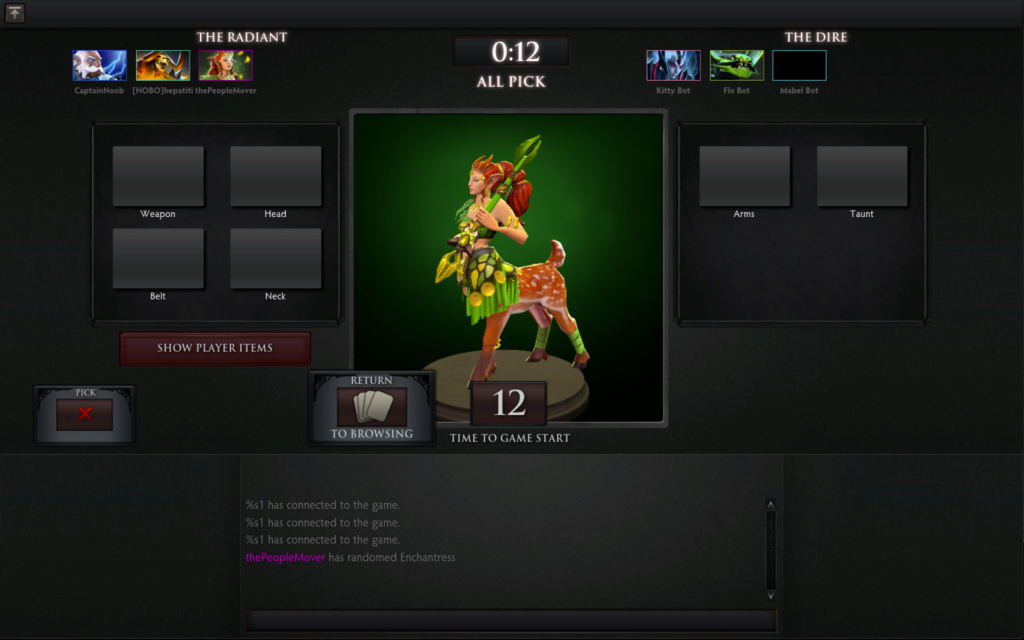 THE RADIANT
0:12
THE DIRE
ALL PICK
CaptainNoob
[HOBO]hepatiti
thePeopleMover
Kitty Bot
Flo Bot
Mabel Bot
Weapon
Head
Arms
Taunt
Belt
Neck
SHOW PLAYER ITEMS
PICK
RETURN
TO BROWSING
12
TIME TO GAME START
%s1 has connected to the game.
%s1 has connected to the game.
%s1 has connected to the game.
thePeopleMover has randomed Enchantress